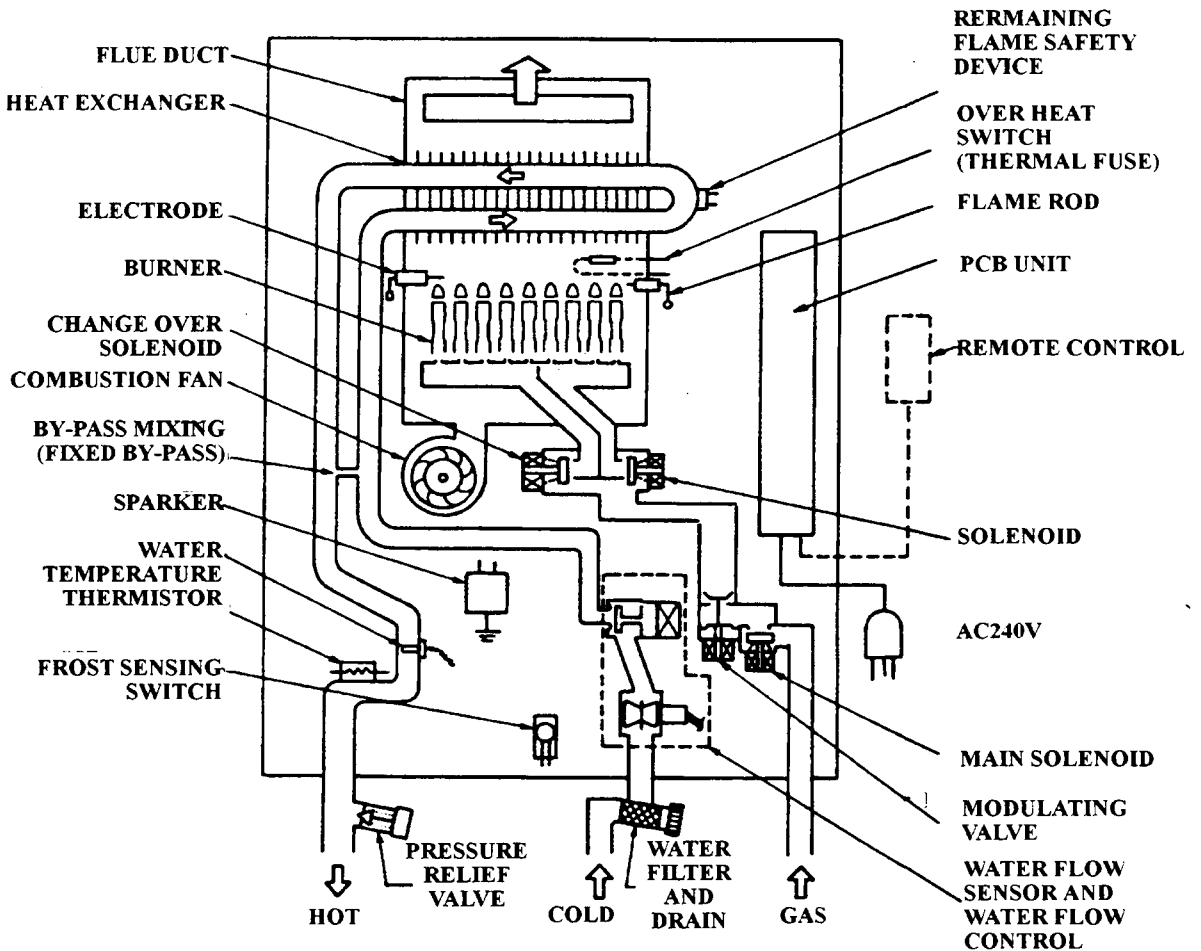 FLUE DUCT
HEAT EXCHANGER
ELECTRODE
BURNER
CHANGE OVER
SOLENOID
COMBUSTION FAN
BY-PASS MIXING
(FIXED BY-PASS)
SPARKER
WATER
TEMPERATURE
THERMISTOR
FROST SENSING
SWITCH
RERMAINING
FLAME SAFETY
DEVICE
OVER HEAT
SWITCH
(THERMAL FUSE)
FLAME ROD
PCB UNIT
REMOTE CONTROL
SOLENOID
AC240V
MAIN SOLENOID
MODULATING
VALVE
WATER FLOW
SENSOR AND
WATER FLOW
CONTROL
PRESSURE
RELIEF
VALVE
HOT
COLD
WATER
FILTER
AND
DRAIN
GAS